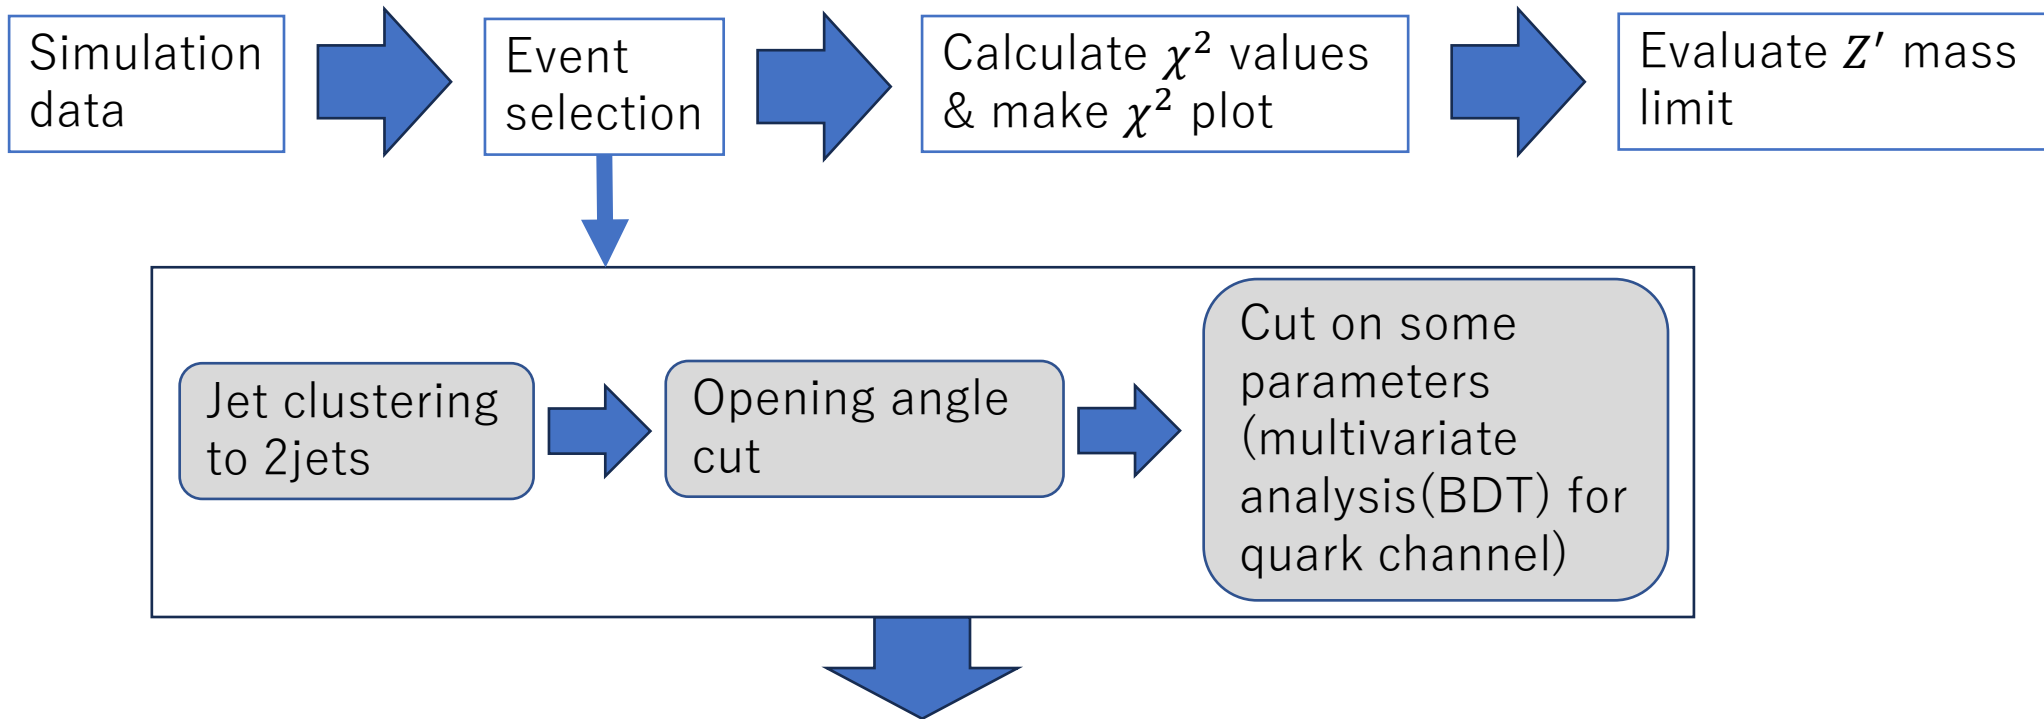 Simulation
data
Event
selection
Calculate χ² values
& make χ² plot
Evaluate Z′ mass
limit
Jet clustering
to 2jets
Opening angle
cut
Cut on some
parameters
(multivariate
analysis(BDT) for
quark channel)